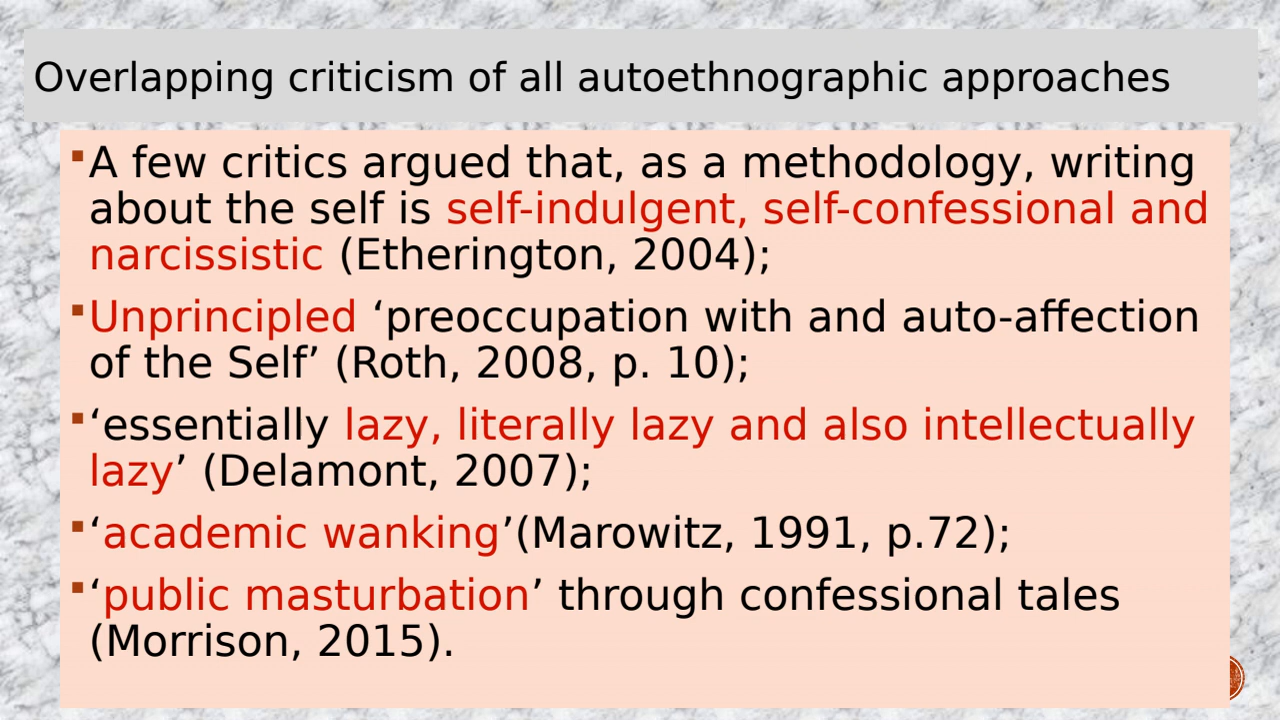 Overlapping criticism of all autoethnographic approaches
▪A few critics argued that, as a methodology, writing
about the self is self-indulgent, self-confessional and
narcissistic (Etherington, 2004);
▪Unprincipled ‘preoccupation with and auto-affection
of the Self’ (Roth, 2008, p. 10);
▪‘essentially lazy, literally lazy and also intellectually
lazy’ (Delamont, 2007);
▪‘academic wanking’(Marowitz, 1991, p.72);
▪‘public masturbation’ through confessional tales
(Morrison, 2015).